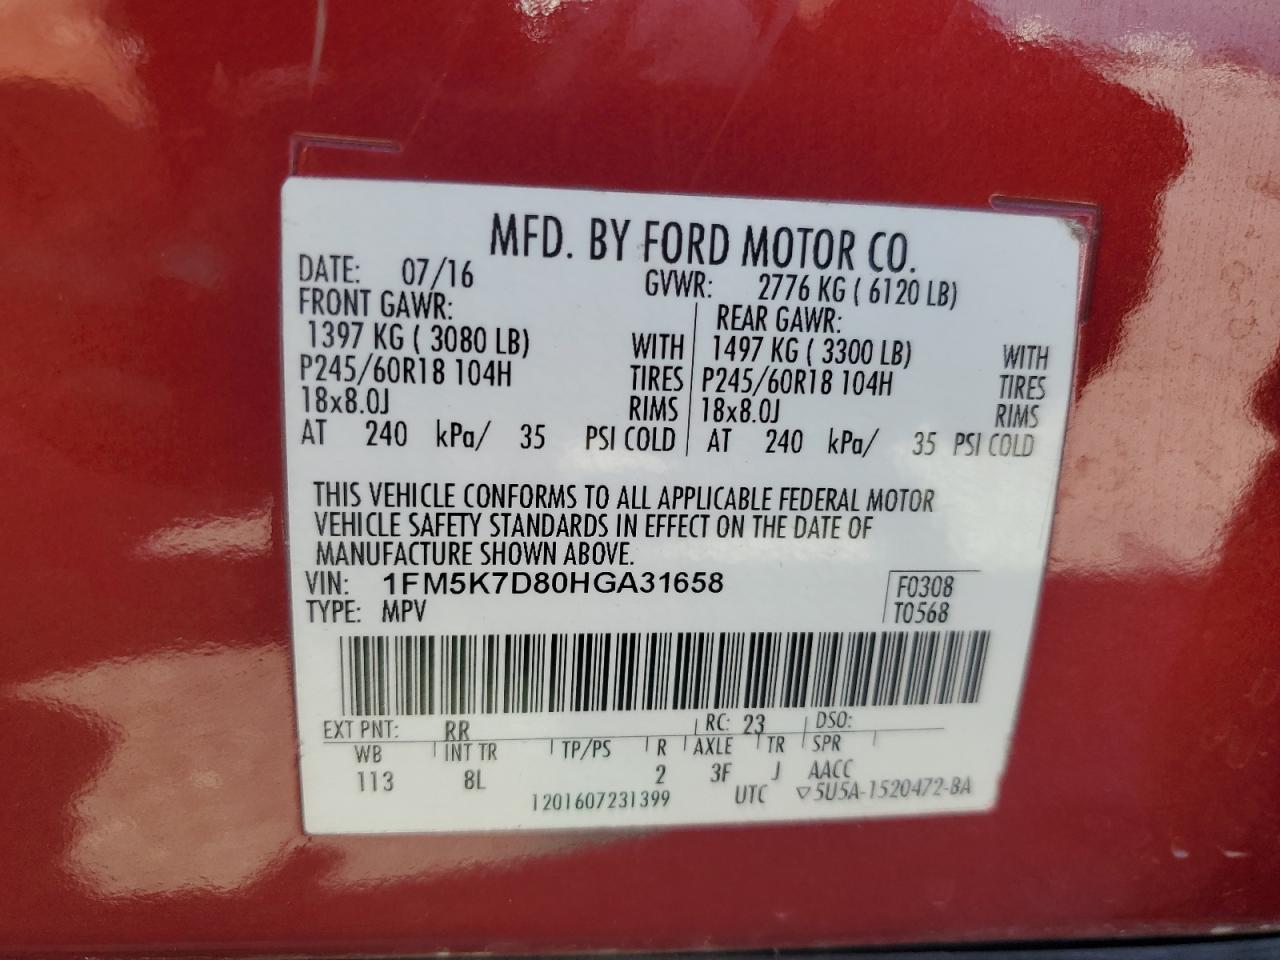 MFD. BY FORD MOTOR CO.
DATE: 07/16 GVWR: 2776 KG ( 6120 LB)
FRONT GAWR: REAR GAWR:
1397 KG ( 3080 LB) WITH 1497 KG ( 3300 LB) WITH
P245/60R18 104H TIRES P245/60R18 104H TIRES
18x8.0J RIMS 18x8.0J RIMS
AT 240 kPa/ 35 PSI COLD AT 240 kPa/ 35 PSI COLD
THIS VEHICLE CONFORMS TO ALL APPLICABLE FEDERAL MOTOR
VEHICLE SAFETY STANDARDS IN EFFECT ON THE DATE OF
MANUFACTURE SHOWN ABOVE.
VIN: 1FM5K7D80HGA31658 F0308
TYPE: MPV T0568
EXT PNT: RR RC: 23 DSO:
WB INT TR TP/PS R AXLE TR SPR
113 8L 2 3F J AACC
1201607231399 UTC ▽5U5A-1520472-BA